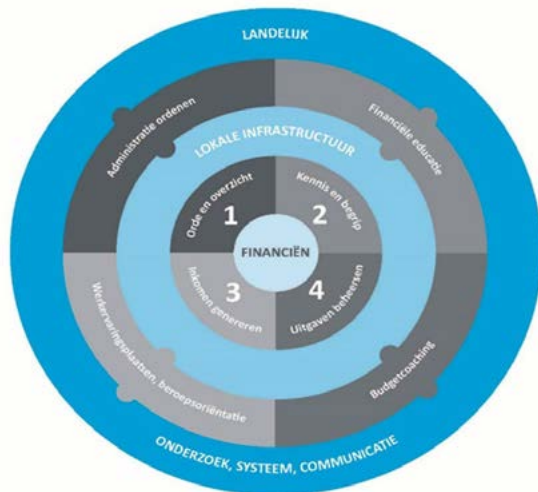 LANDELIJK
Administratie ordenen
Financiële educatie
LOKALE INFRASTRUCTUUR
Orde en overzicht
1
Kennis en begrip
2
FINANCIËN
Inkomen genereren
3
Uitgaven beheersen
4
Werkervaringsplaatsen, beroepsoriëntatie
Budgetcoaching
ONDERZOEK, SYSTEEM, COMMUNICATIE